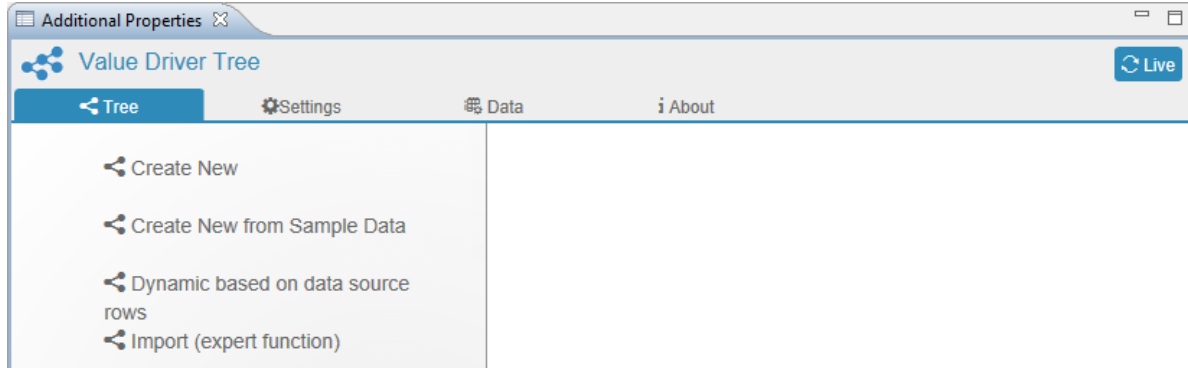 Additional Properties
Value Driver Tree
Live
Tree
Settings
Data
i About
Create New
Create New from Sample Data
Dynamic based on data source
rows
Import (expert function)